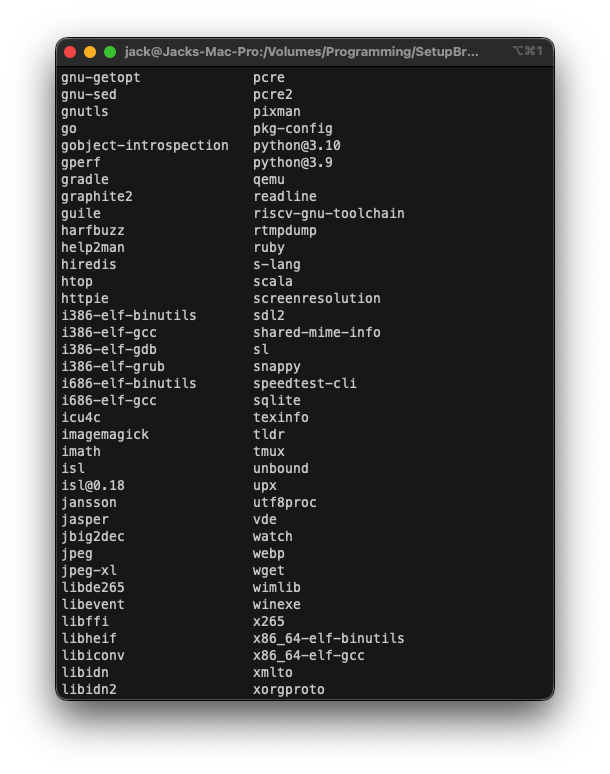 jack@Jacks-Mac-Pro:/Volumes/Programming/SetupBr... ⌥⌘1
gnu-getopt pcre
gnu-sed pcre2
gnutls pixman
go pkg-config
gobject-introspection python@3.10
gperf python@3.9
gradle qemu
graphite2 readline
guile riscv-gnu-toolchain
harfbuzz rtmpdump
help2man ruby
hiredis s-lang
htop scala
httpie screenresolution
i386-elf-binutils sdl2
i386-elf-gcc shared-mime-info
i386-elf-gdb sl
i386-elf-grub snappy
i686-elf-binutils speedtest-cli
i686-elf-gcc sqlite
icu4c texinfo
imagemagick tldr
imath tmux
isl unbound
isl@0.18 upx
jansson utf8proc
jasper vde
jbig2dec watch
jpeg webp
jpeg-xl wget
libde265 wimlib
libevent winexe
libffi x265
libheif x86_64-elf-binutils
libiconv x86_64-elf-gcc
libidn xmlto
libidn2 xorgproto